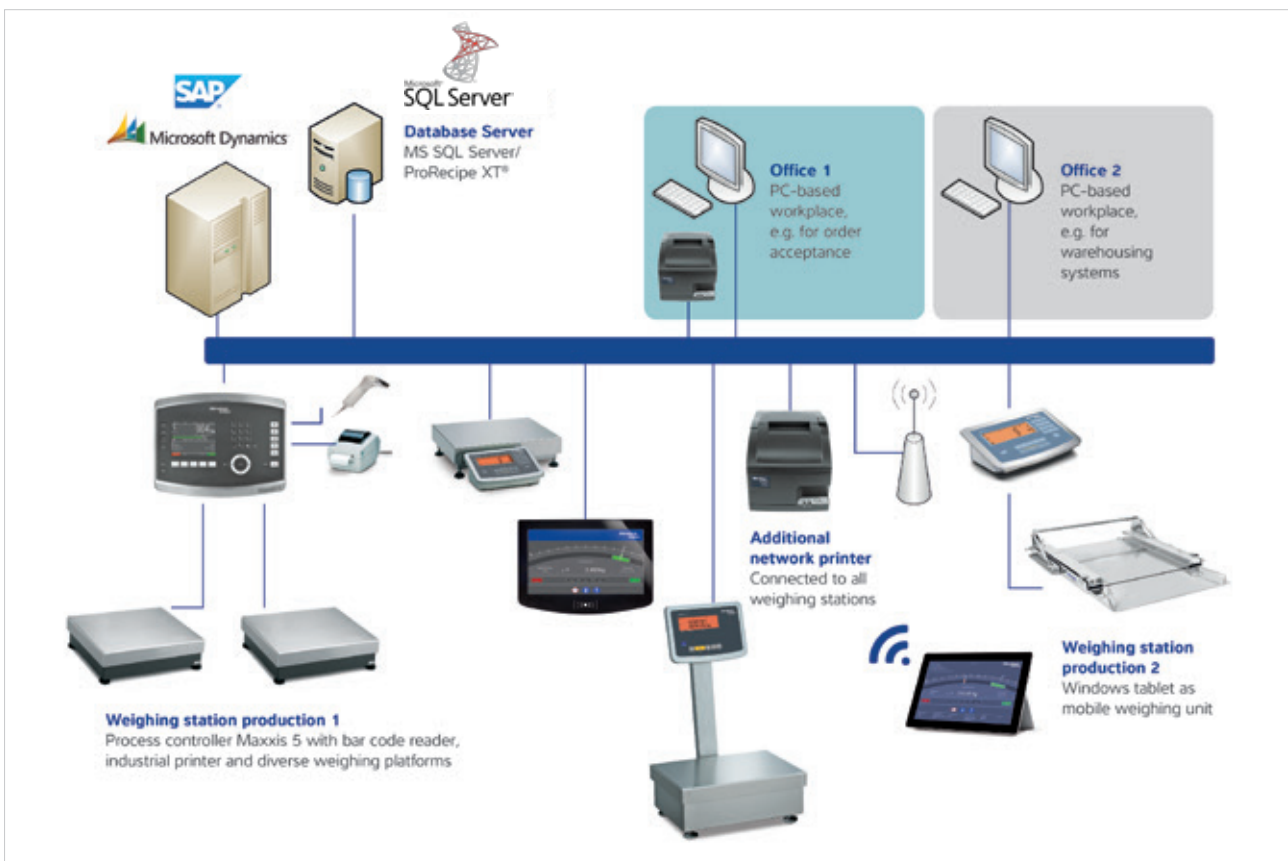 SAP
Microsoft Dynamics
Microsoft
SQL Server
Database Server
MS SQL Server/
ProRecipe XT®
Office 1
PC-based
workplace,
e.g. for order
acceptance
Office 2
PC-based
workplace,
e.g. for
warehousing
systems
Additional
network printer
Connected to all
weighing stations
Weighing station
production 2
Windows tablet as
mobile weighing unit
Weighing station production 1
Process controller Maxxis 5 with bar code reader,
industrial printer and diverse weighing platforms